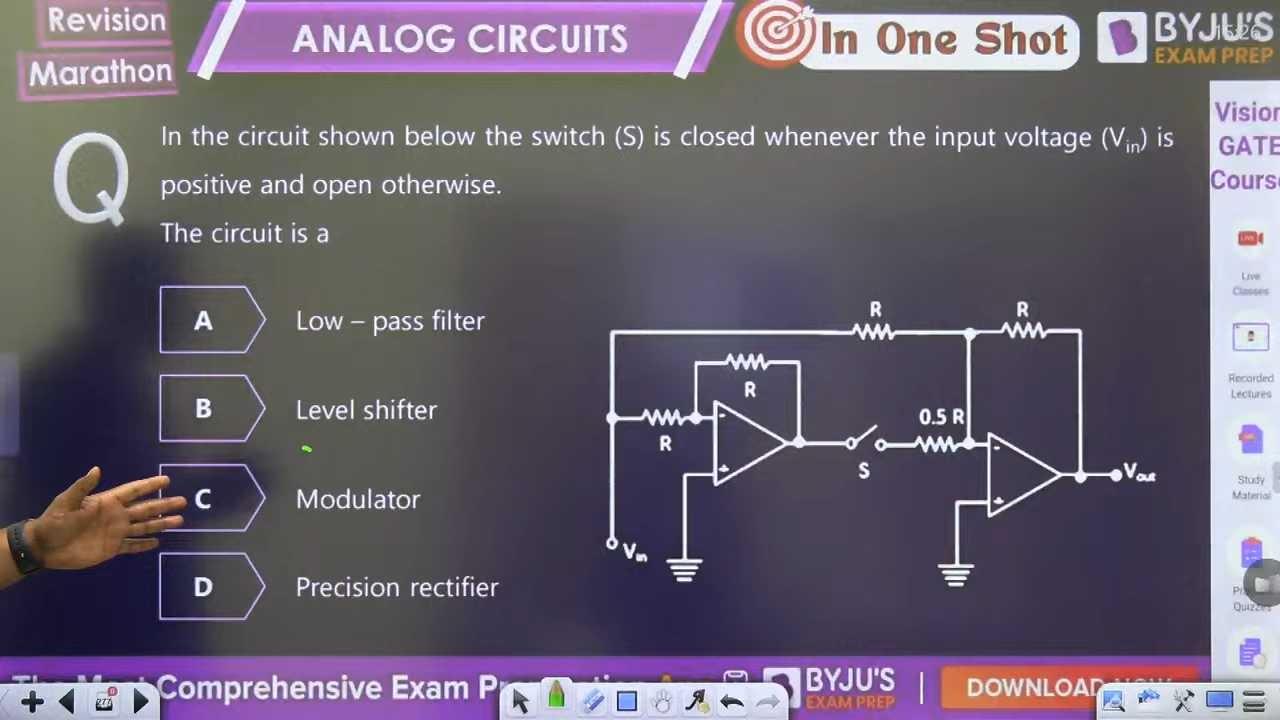 Revision
Marathon
ANALOG CIRCUITS
In One Shot
BYJU'S
EXAM PREP
Q
In the circuit shown below the switch (S) is closed whenever the input voltage (Vin) is
positive and open otherwise.
The circuit is a
A
Low – pass filter
B
Level shifter
C
Modulator
D
Precision rectifier
R
R
R
R
0.5 R
S
-
+
-
+
Vin
Vout
Vision
GATE
Course
LIVE
Live
Classes
Recorded
Lectures
Study
Material
Quizzes
Comprehensive Exam
BYJU'S
EXAM PREP
|
DOWNLOAD NOW